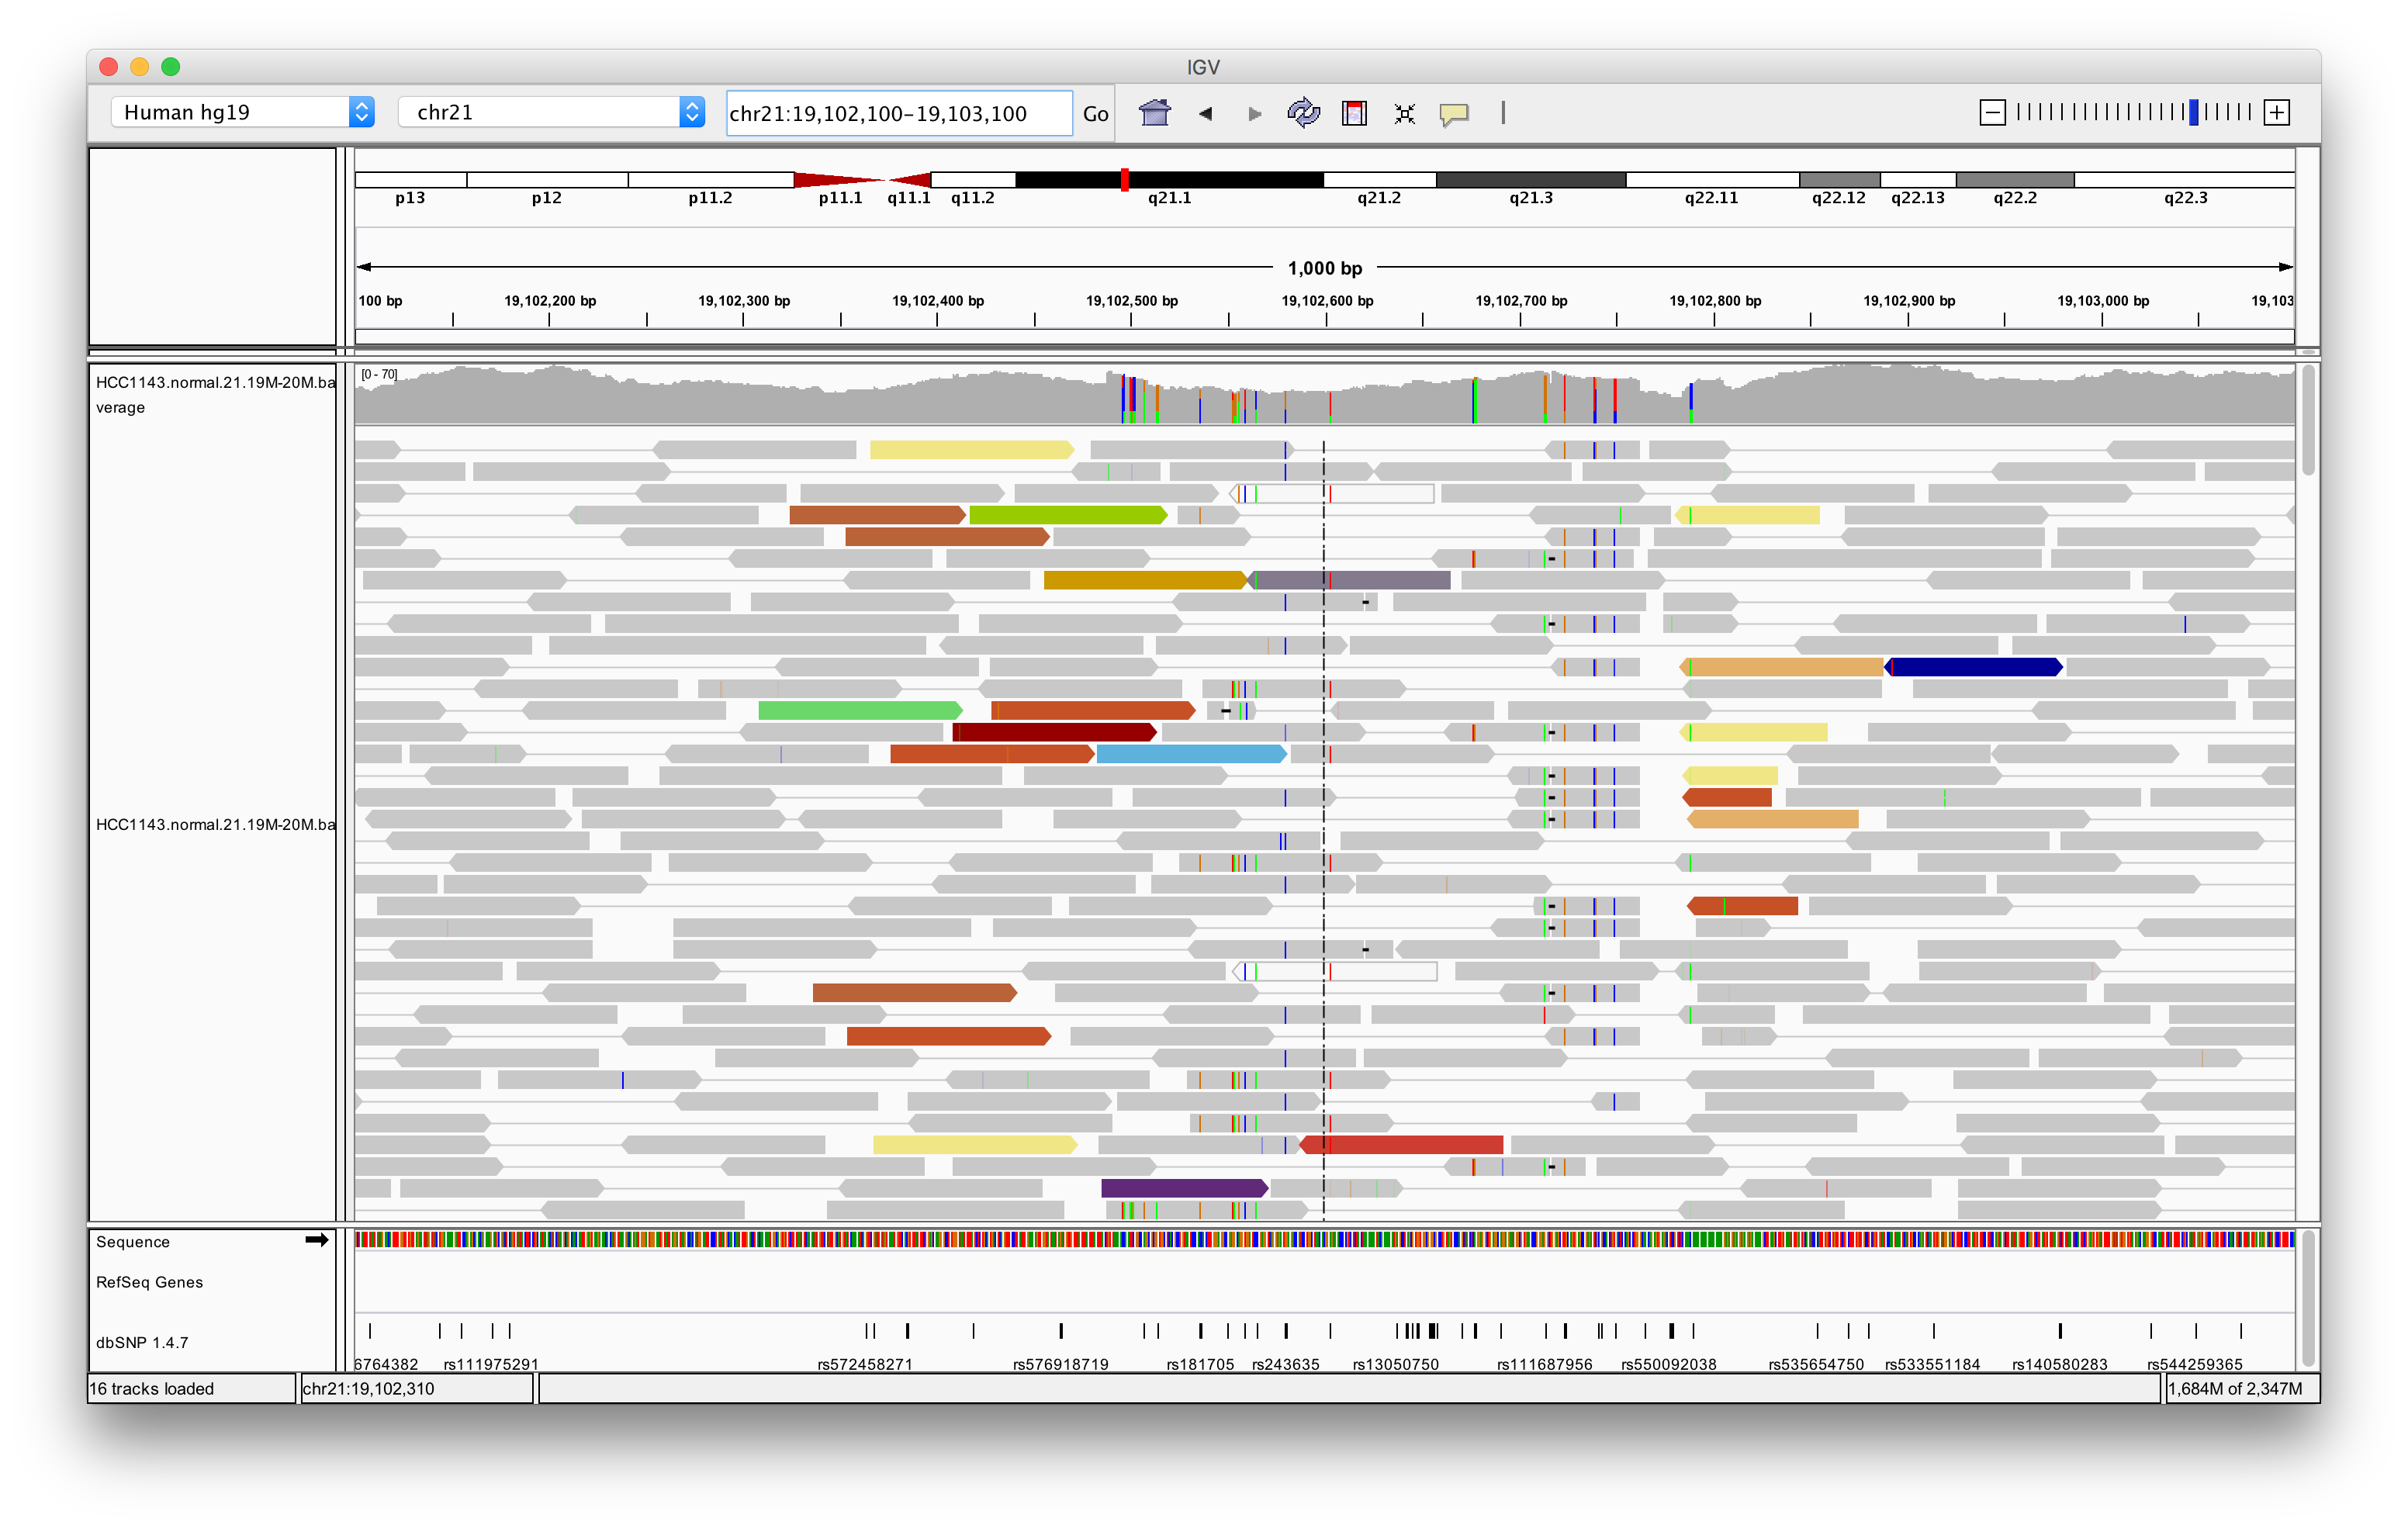 IGV
Human hg19 chr21 chr21:19,102,100-19,103,100 Go
p13 p12 p11.2 p11.1 q11.1 q11.2 q21.1 q21.2 q21.3 q22.11 q22.12 q22.13 q22.2 q22.3
1,000 bp
100 bp 19,102,200 bp 19,102,300 bp 19,102,400 bp 19,102,500 bp 19,102,600 bp 19,102,700 bp 19,102,800 bp 19,102,900 bp 19,103,000 bp 19,103
[0 - 70]
HCC1143.normal.21.19M-20M.ba
verage
HCC1143.normal.21.19M-20M.ba
Sequence
RefSeq Genes
dbSNP 1.4.7
6764382 rs111975291 rs572458271 rs576918719 rs181705 rs243635 rs13050750 rs111687956 rs550092038 rs535654750 rs533551184 rs140580283 rs544259365
16 tracks loaded chr21:19,102,310 1,684M of 2,347M